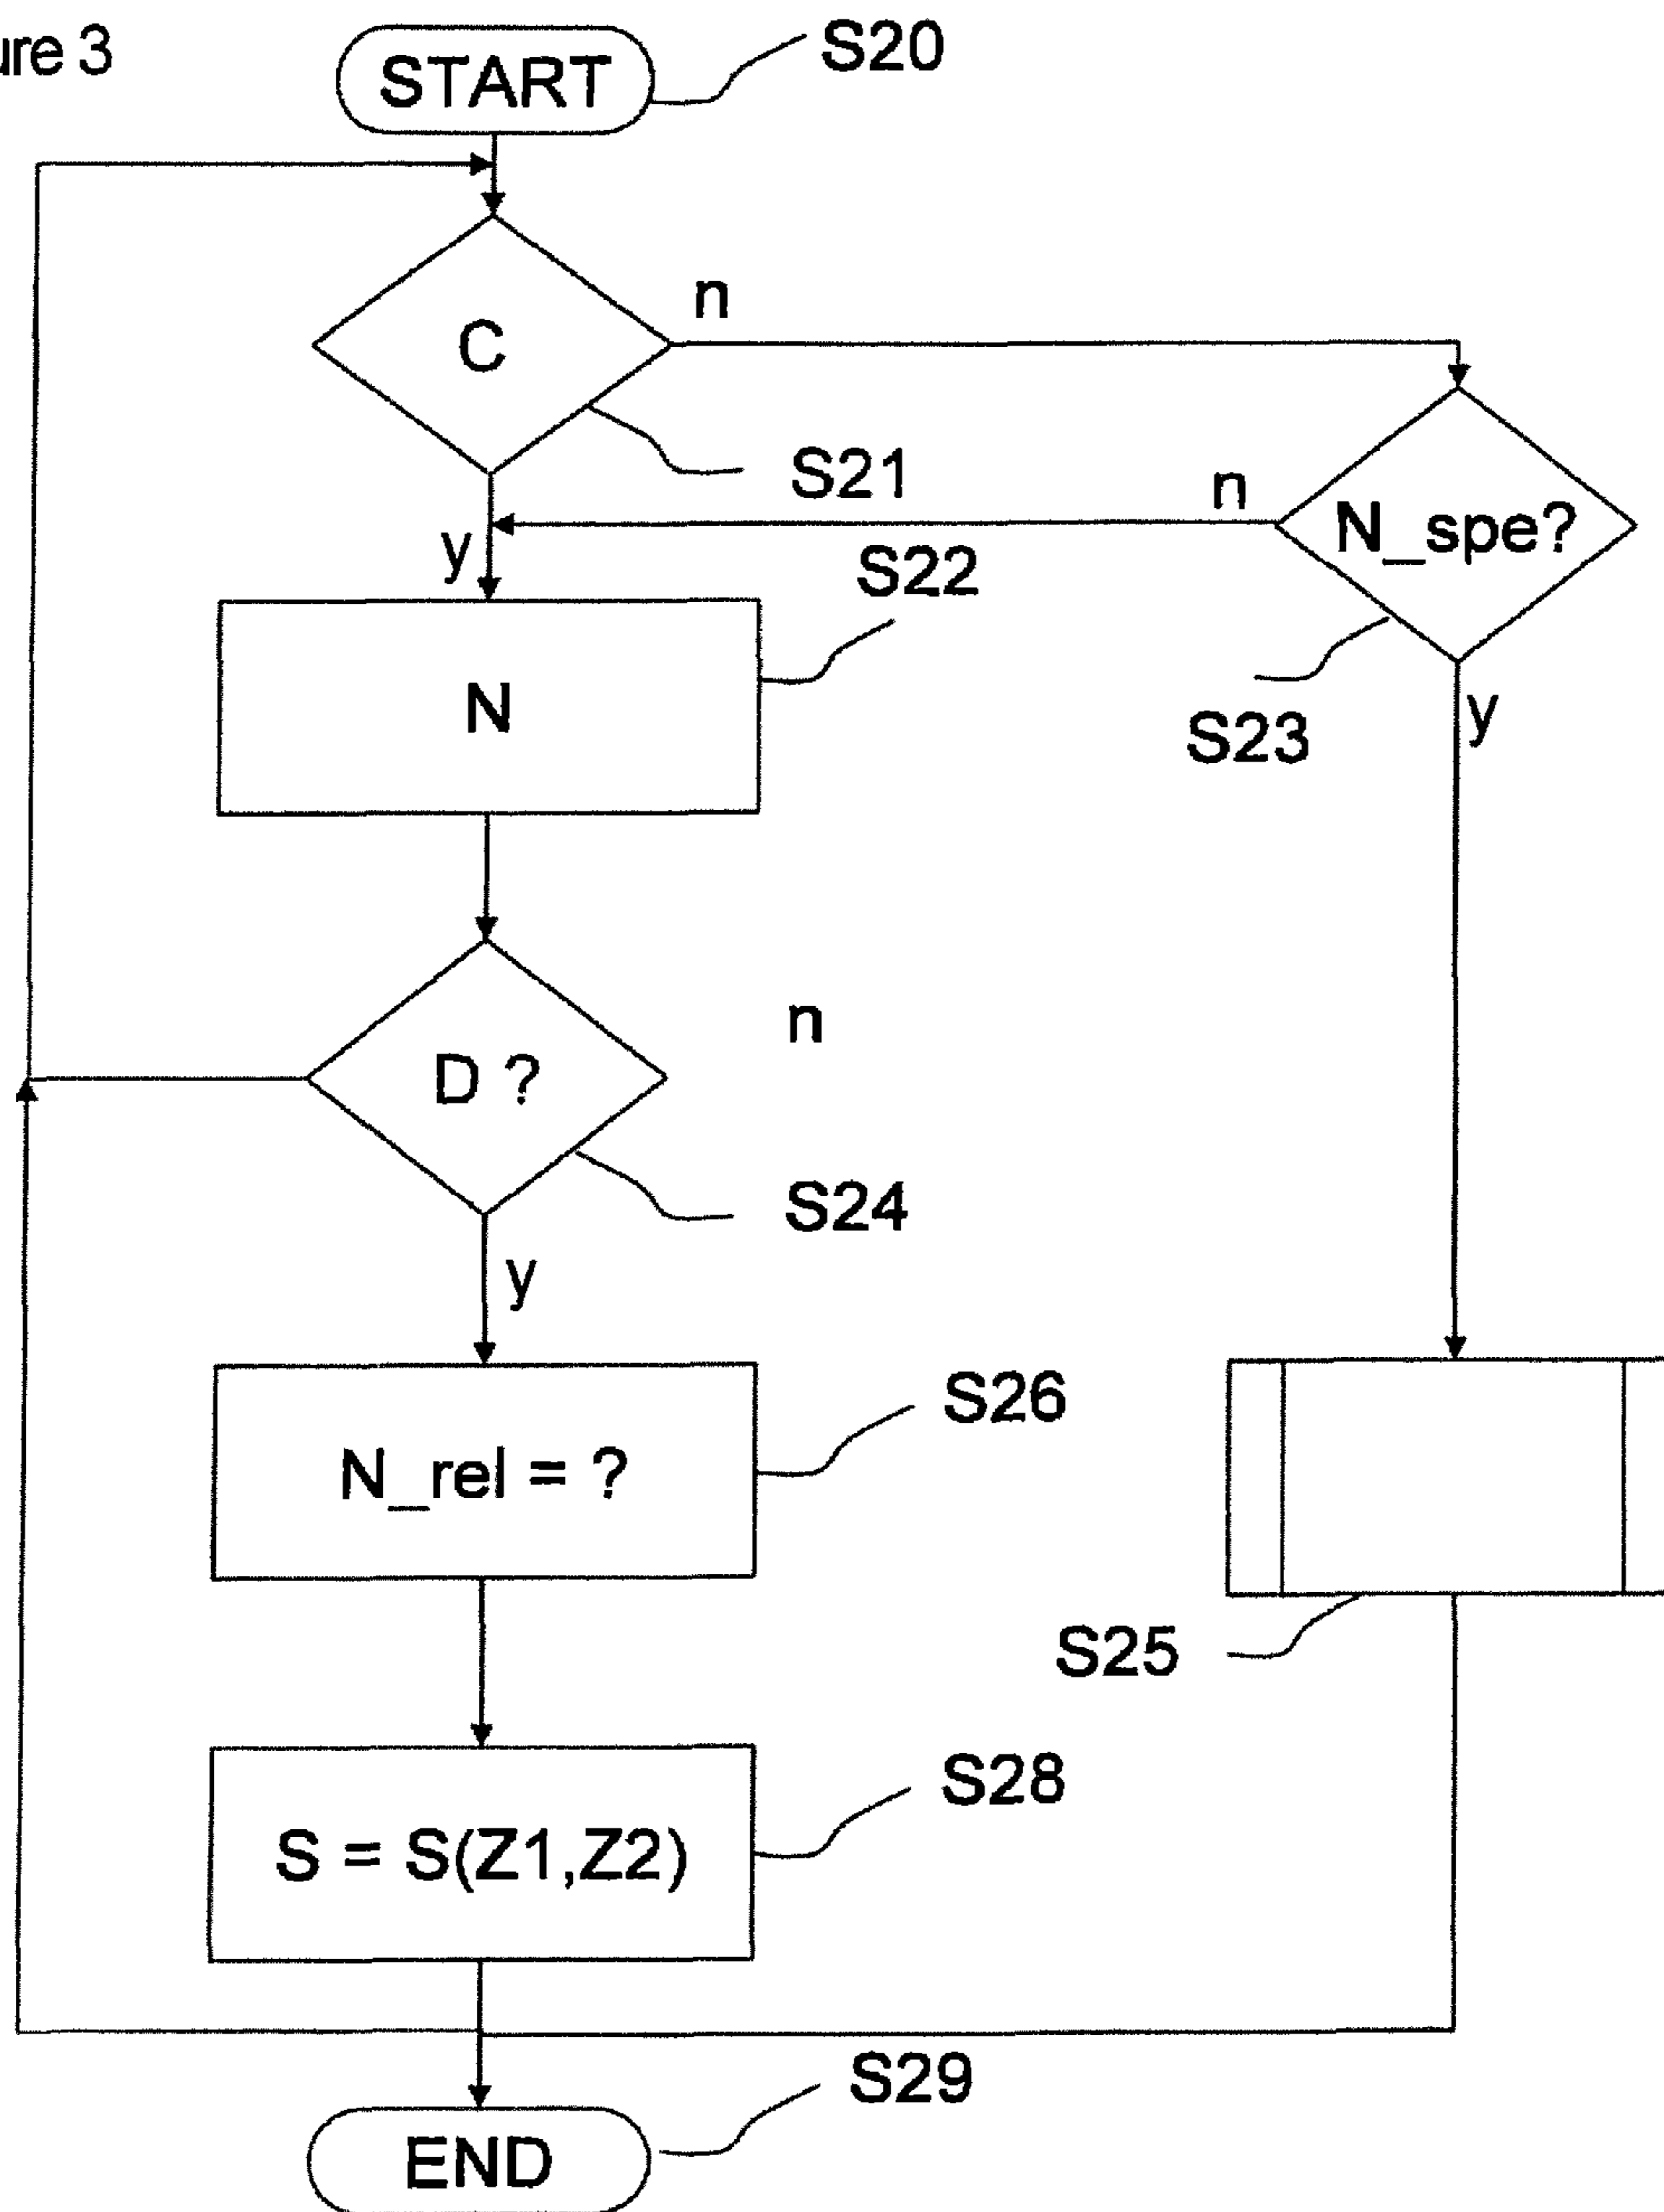 ure 3
START
S20
C
n
S21
n
N_spe?
y
S22
S23
y
N
D ?
n
S24
y
N_rel = ?
S26
S25
S = S(Z1,Z2)
S28
S29
END